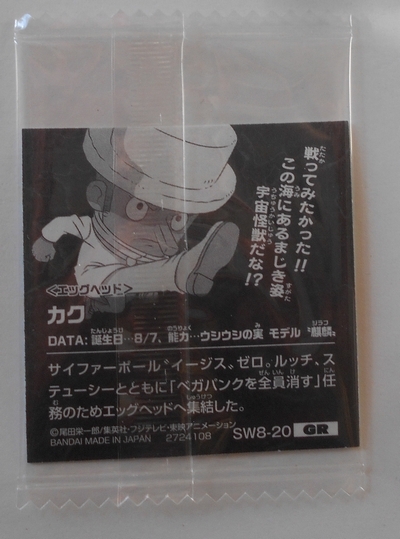 戦ってみたかった!!
この海にあるまじき姿
宇宙怪獣だな!?
<エッグヘッド>
カク
DATA: 誕生日…8/7、能力…ウシウシの実 モデル“麒麟”
サイファーポール“イージス”ゼロ。ルッチ、ス
テューシーとともに「ベガパンクを全員消す」任
務のためエッグヘッドへ集結した。
©尾田栄一郎/集英社・フジテレビ・東映アニメーション
BANDAI MADE IN JAPAN 2724108 SW8-20 GR